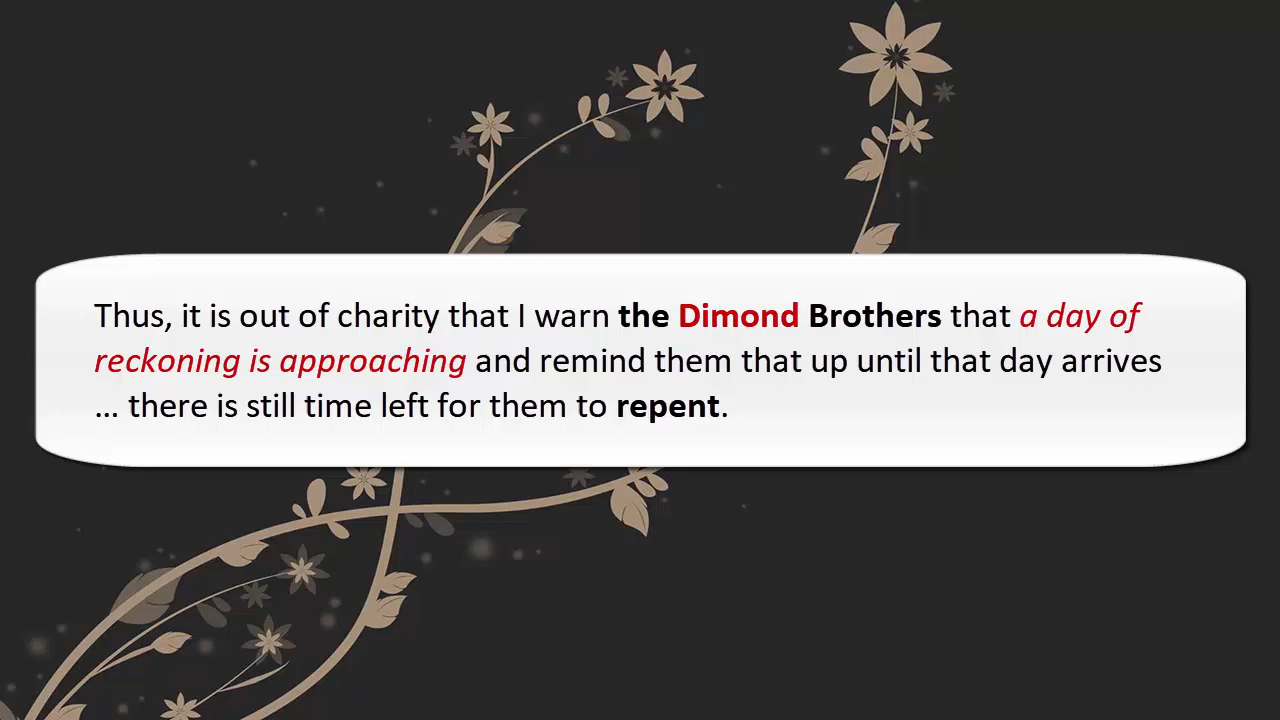 Thus, it is out of charity that I warn the Dimond Brothers that a day of
reckoning is approaching and remind them that up until that day arrives
... there is still time left for them to repent.